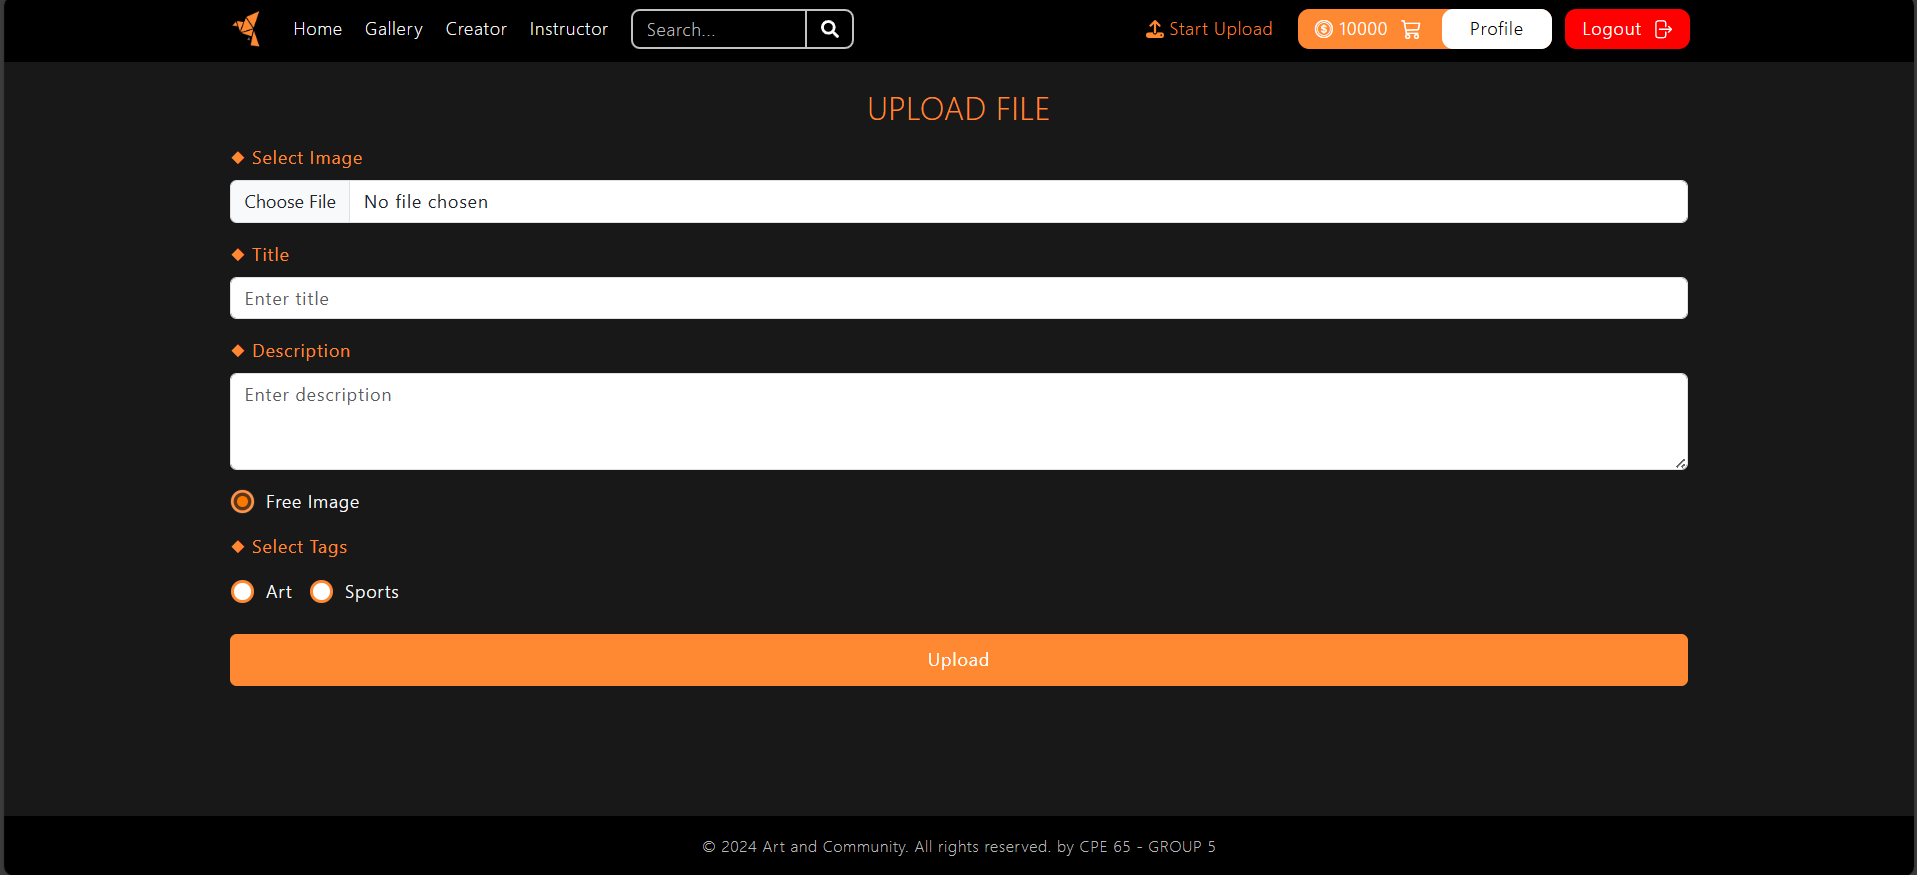 Home Gallery Creator Instructor Search... Start Upload 10000 Profile Logout
UPLOAD FILE
Select Image
Choose File No file chosen
Title
Enter title
Description
Enter description
Free Image
Select Tags
Art Sports
Upload
© 2024 Art and Community. All rights reserved. by CPE 65 - GROUP 5